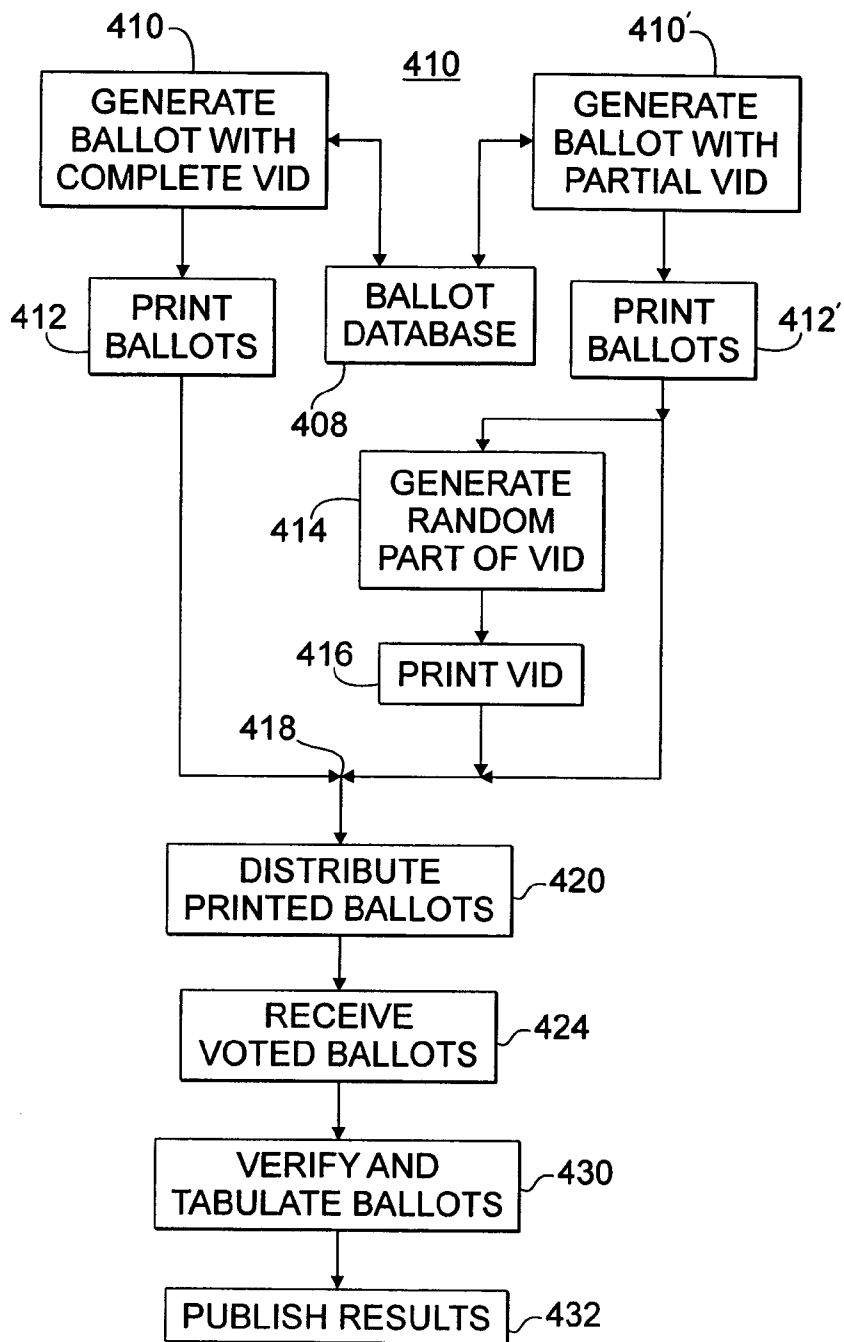 410
410
410′
GENERATE
BALLOT WITH
COMPLETE VID
GENERATE
BALLOT WITH
PARTIAL VID
412
PRINT
BALLOTS
BALLOT
DATABASE
408
PRINT
BALLOTS
412′
414
GENERATE
RANDOM
PART OF VID
416
PRINT VID
418
DISTRIBUTE
PRINTED BALLOTS
420
RECEIVE
VOTED BALLOTS
424
VERIFY AND
TABULATE BALLOTS
430
PUBLISH RESULTS
432